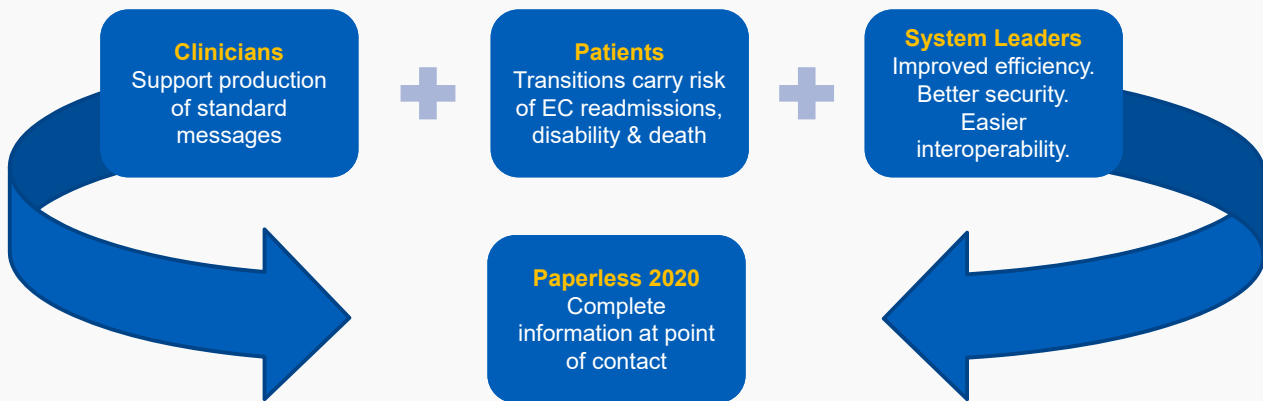 Clinicians
Support production
of standard
messages
Patients
Transitions carry risk
of EC readmissions,
disability & death
System Leaders
Improved efficiency.
Better security.
Easier
interoperability.
Paperless 2020
Complete
information at point
of contact